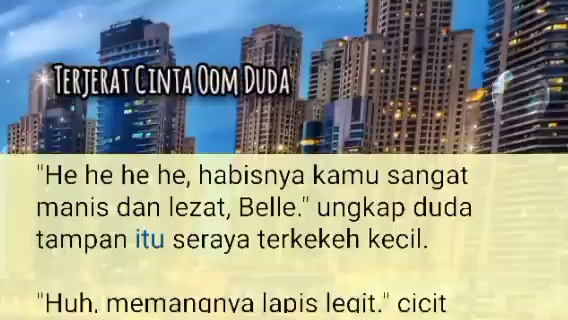 TERJERAT CINTA OOM DUDA
"He he he he, habisnya kamu sangat
manis dan lezat, Belle." ungkap duda
tampan itu seraya terkekeh kecil.
"Huh, memangnya lapis legit." cicit